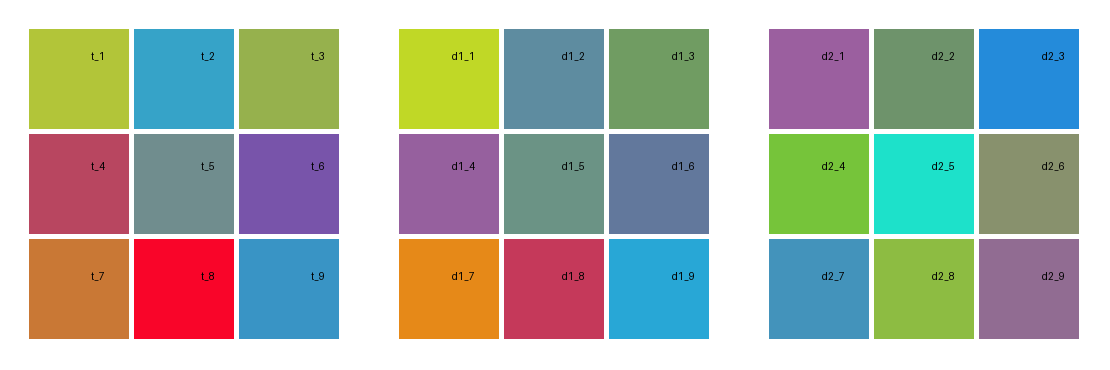 t_1 t_2 t_3 d1_1 d1_2 d1_3 d2_1 d2_2 d2_3
t_4 t_5 t_6 d1_4 d1_5 d1_6 d2_4 d2_5 d2_6
t_7 t_8 t_9 d1_7 d1_8 d1_9 d2_7 d2_8 d2_9